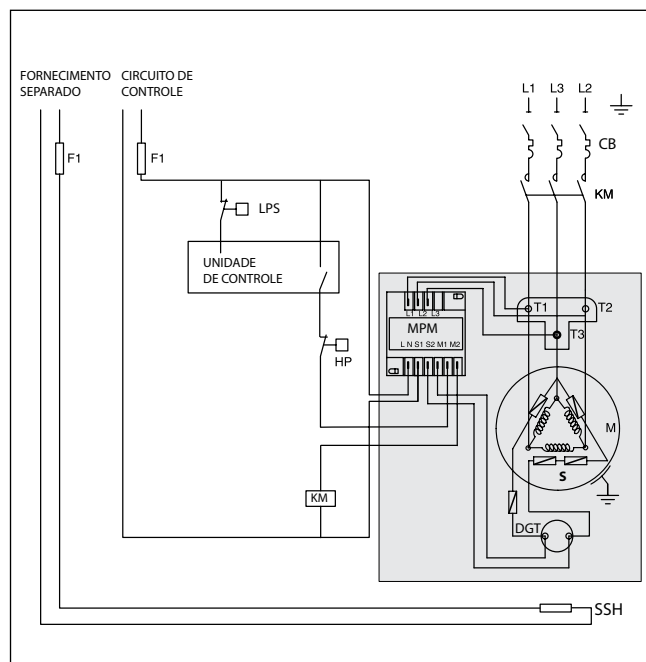 FORNECIMENTO
SEPARADO
CIRCUITO DE
CONTROLE
L1 L3 L2
F1
F1
CB
LPS
KM
UNIDADE
DE CONTROLE
L1 L2 L3
MPM
L N S1 S2 M1 M2
T1
T2
T3
HP
M
S
KM
DGT
SSH